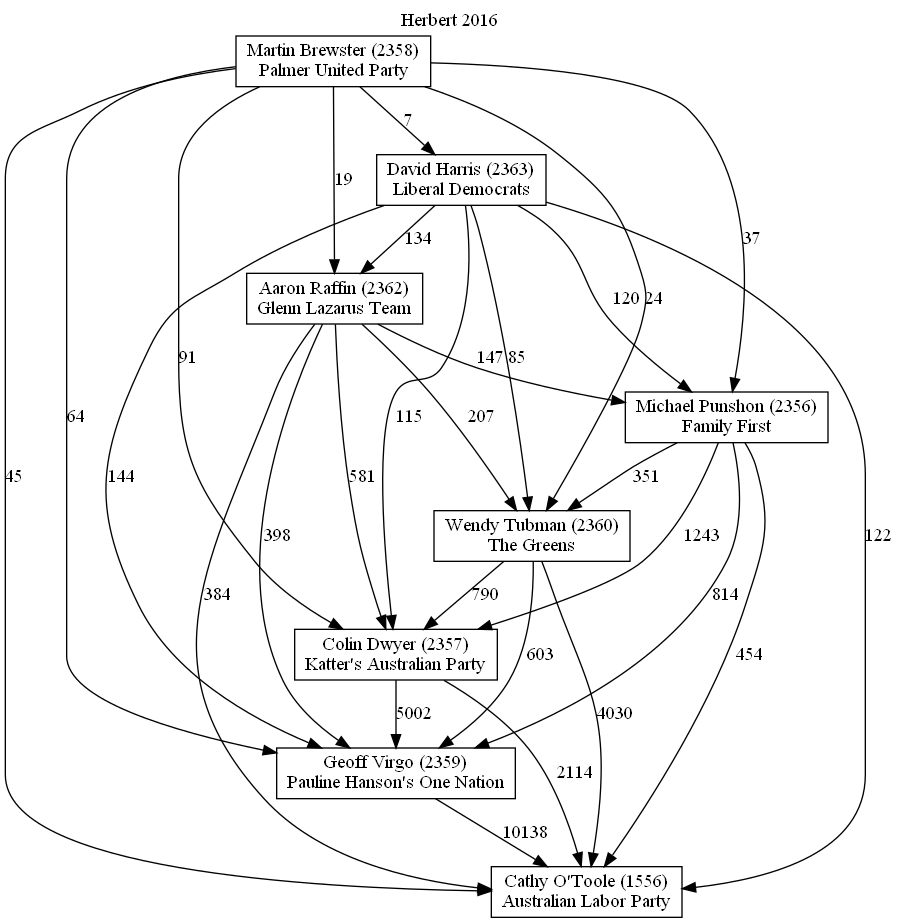 Herbert 2016
Martin Brewster (2358)
Palmer United Party
7
David Harris (2363)
Liberal Democrats
19
134
37
Aaron Raffin (2362)
Glenn Lazarus Team
120
24
91
147
85
Michael Punshon (2356)
Family First
64
115
207
45
144
581
351
Wendy Tubman (2360)
The Greens
398
1243
122
384
790
814
Colin Dwyer (2357)
Katter's Australian Party
603
454
5002
4030
Geoff Virgo (2359)
Pauline Hanson's One Nation
2114
10138
Cathy O'Toole (1556)
Australian Labor Party